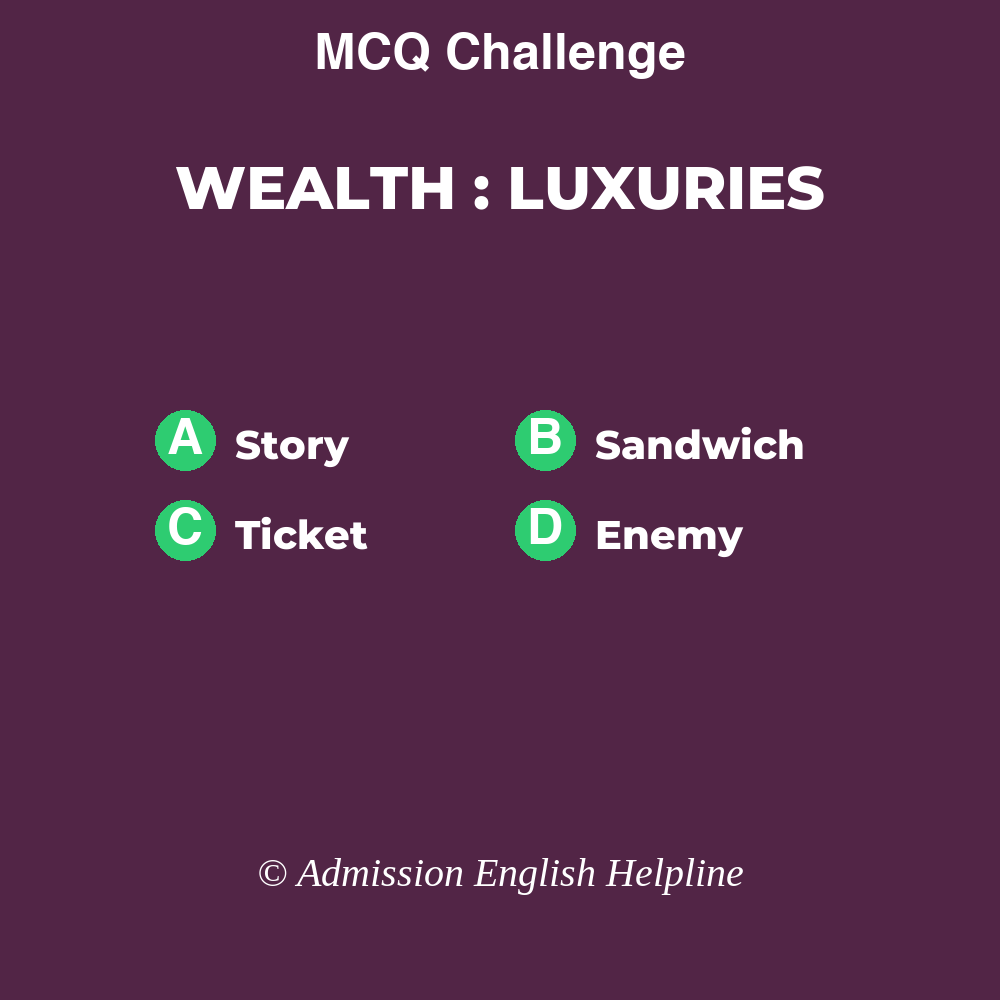 MCQ Challenge
WEALTH : LUXURIES
A Story
B Sandwich
C Ticket
D Enemy
© Admission English Helpline